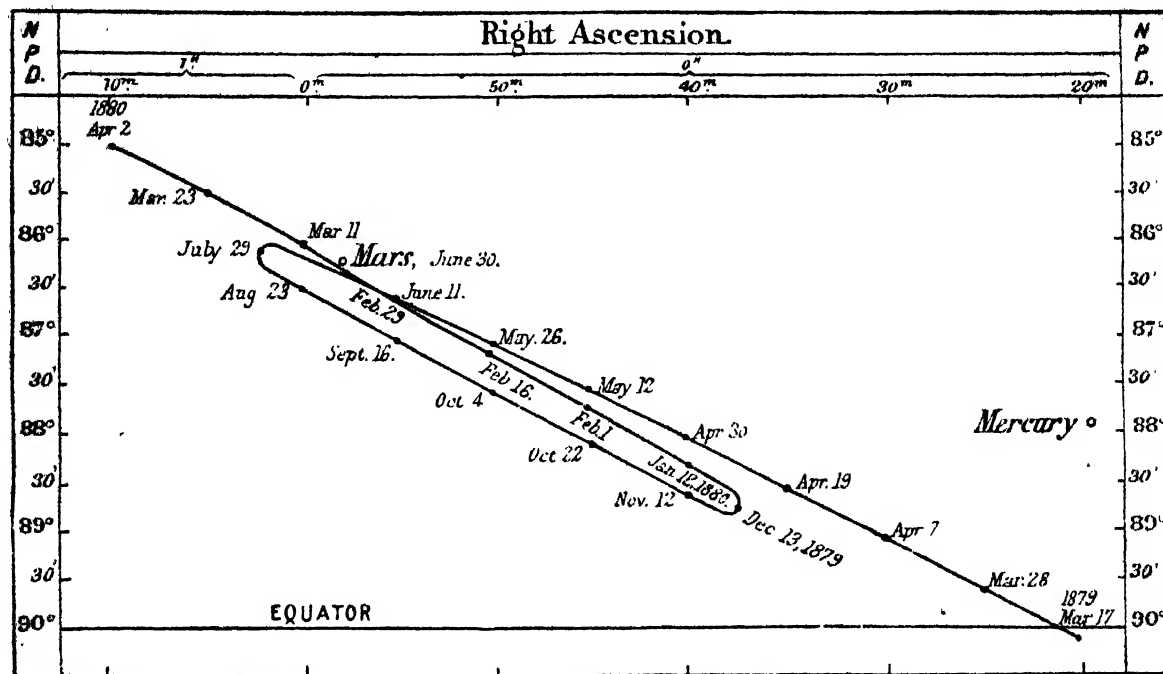 Right Ascension.
N
P
D.
N
P
D.
1ʰ
0ʰ
10ᵐ
0ᵐ
50ᵐ
40ᵐ
30ᵐ
20ᵐ
1880
Apr 2
85°
85°
Mar. 23
30'
30'
Mar 11
86°
86°
July 29
Mars, June 30.
30'
30'
Aug 23
June 11.
Feb. 29
87°
87°
May. 26.
Sept. 16.
Feb 16.
30'
30'
May 12
Oct 4
Feb. 1
Mercury
88°
88°
Apr 30
Oct 22
Jan 12, 1880.
30'
30'
Apr. 19
Nov. 12
Dec 13, 1879
89°
89°
Apr 7
30'
30'
Mar. 28
1879
Mar 17
EQUATOR
90°
90°